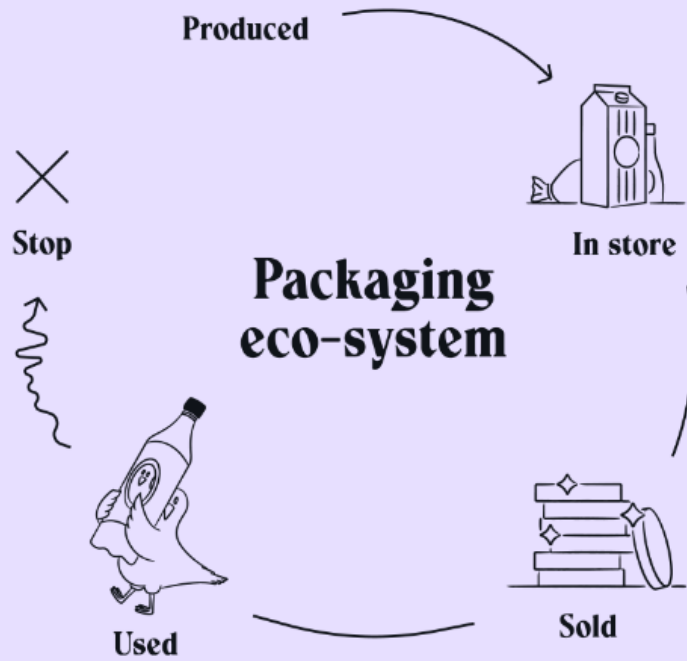 Produced
Stop
In store
Packaging
eco-system
Used
Sold